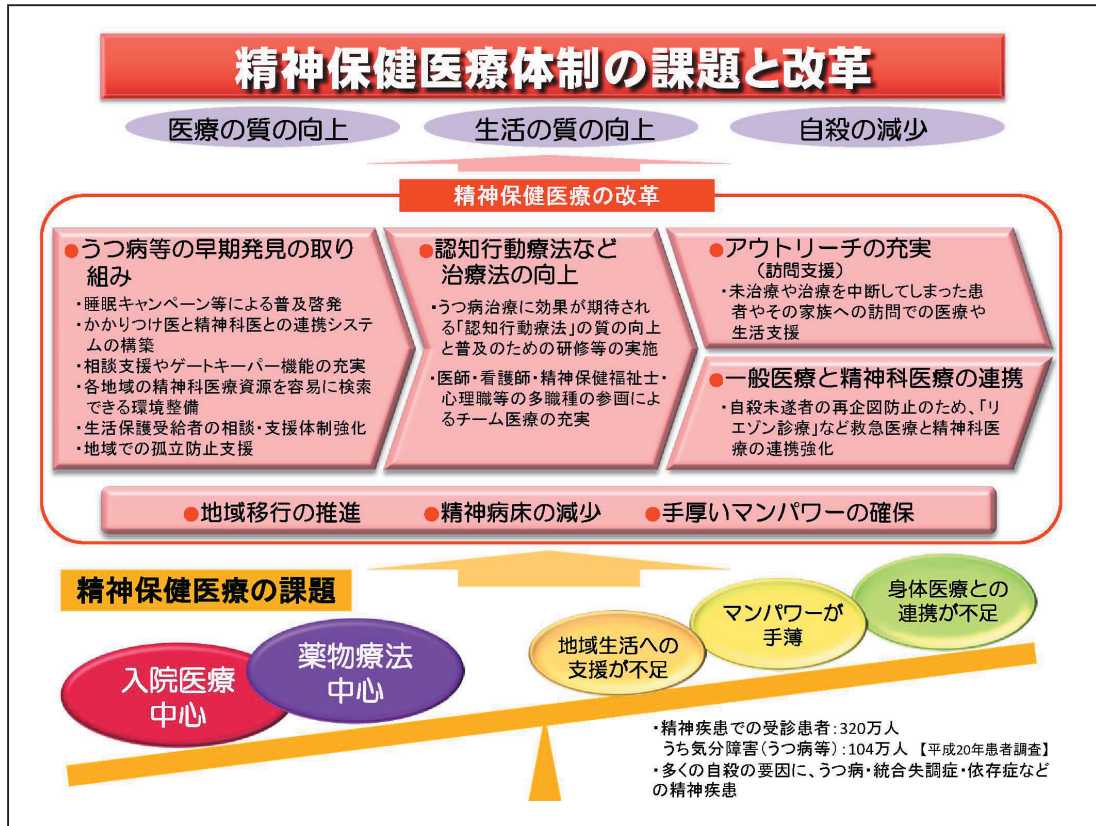 精神保健医療体制の課題と改革
医療の質の向上
生活の質の向上
自殺の減少
精神保健医療の改革
●うつ病等の早期発見の取り
組み
・睡眠キャンペーン等による普及啓発
・かかりつけ医と精神科医との連携システ
ムの構築
・相談支援やゲートキーパー機能の充実
・各地域の精神科医療資源を容易に検索
できる環境整備
・生活保護受給者の相談・支援体制強化
・地域での孤立防止支援
●認知行動療法など
治療法の向上
・うつ病治療に効果が期待され
る「認知行動療法」の質の向上
と普及のための研修等の実施
・医師・看護師・精神保健福祉士・
心理職等の多職種の参画によ
るチーム医療の充実
●アウトリーチの充実
(訪問支援)
・未治療や治療を中断してしまった患
者やその家族への訪問での医療や
生活支援
●一般医療と精神科医療の連携
・自殺未遂者の再企図防止のため、「リ
エゾン診療」など救急医療と精神科医
療の連携強化
●地域移行の推進 ●精神病床の減少 ●手厚いマンパワーの確保
精神保健医療の課題
入院医療
中心
薬物療法
中心
地域生活への
支援が不足
マンパワーが
手薄
身体医療との
連携が不足
・精神疾患での受診患者:320万人
うち気分障害(うつ病等):104万人 【平成20年患者調査】
・多くの自殺の要因に、うつ病・統合失調症・依存症など
の精神疾患